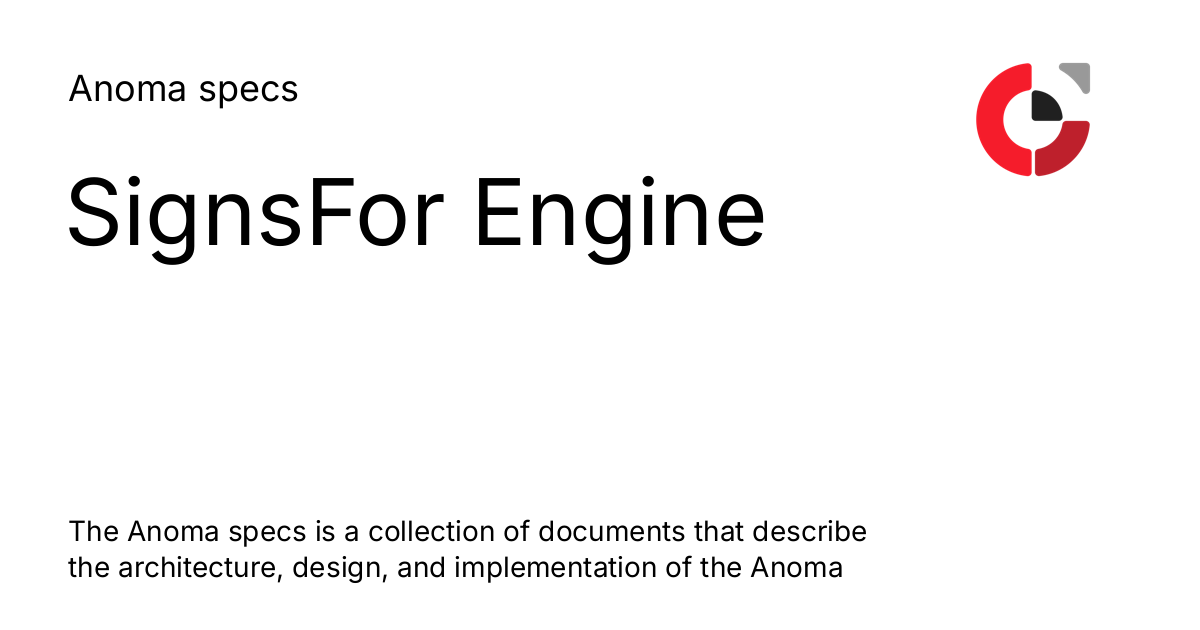 Anoma specs
SignsFor Engine
The Anoma specs is a collection of documents that describe
the architecture, design, and implementation of the Anoma